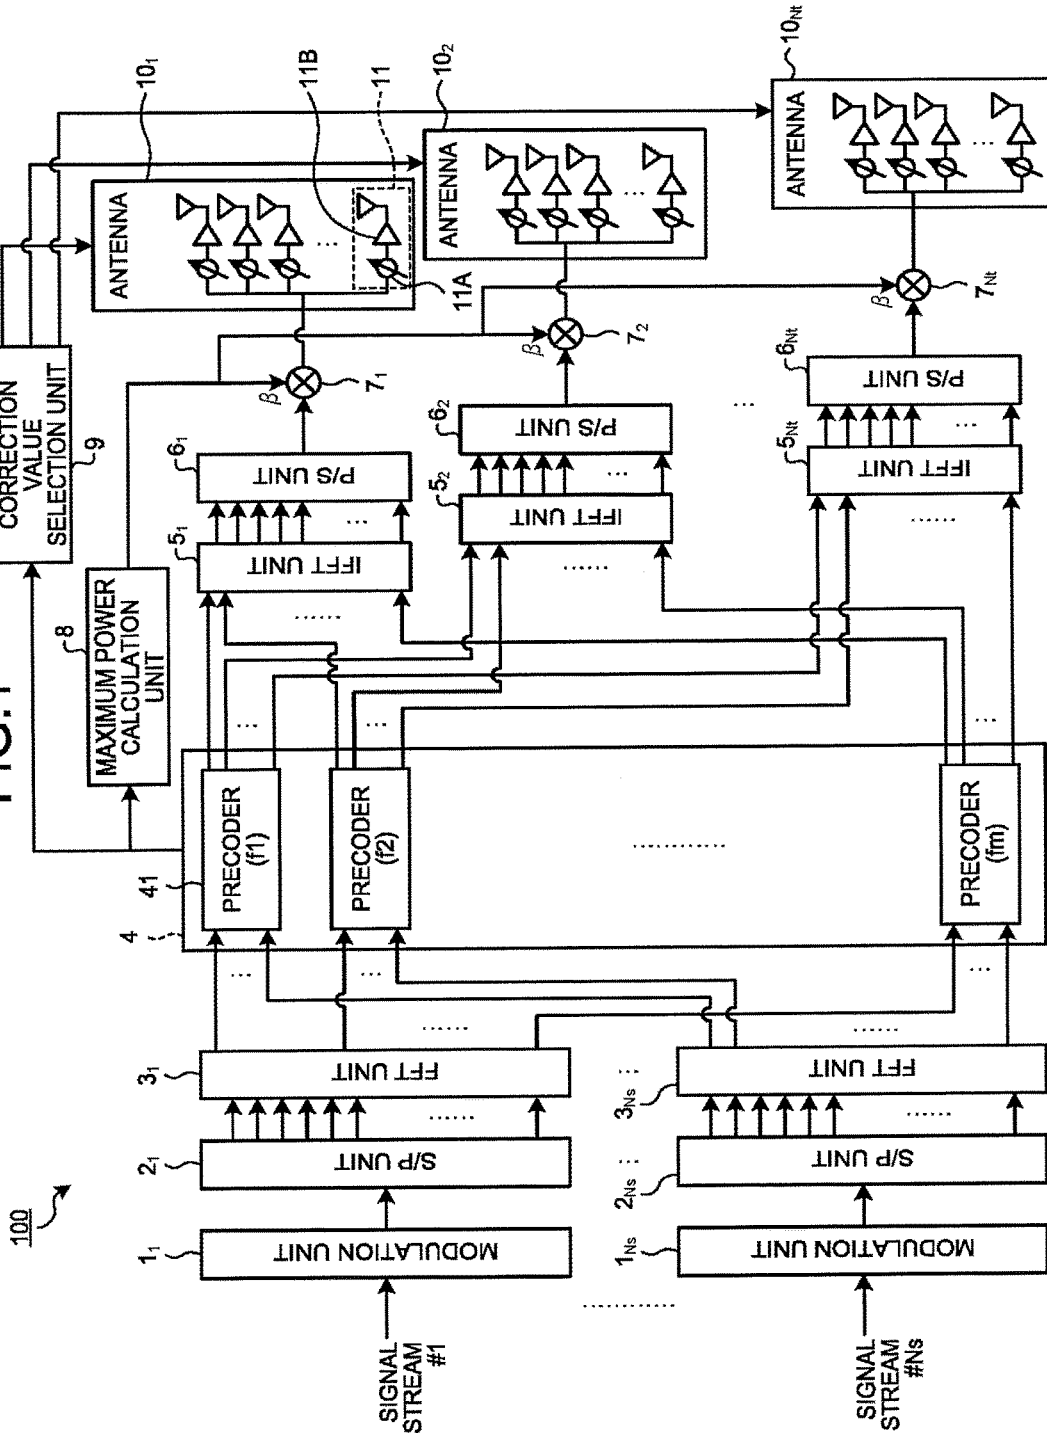 100
SIGNAL
STREAM
#1
SIGNAL
STREAM
#Ns
1₁
MODULATION UNIT
1Ns
MODULATION UNIT
2₁
S/P UNIT
2Ns
S/P UNIT
3₁
FFT UNIT
3Ns
FFT UNIT
4
41
PRECODER
(f1)
PRECODER
(f2)
PRECODER
(fm)
8
MAXIMUM POWER
CALCULATION
UNIT
CORRECTION
VALUE
SELECTION UNIT
9
5₁
IFFT UNIT
5₂
IFFT UNIT
5Nt
IFFT UNIT
6₁
P/S UNIT
6₂
P/S UNIT
6Nt
P/S UNIT
β
7₁
β
7₂
β
7Nt
ANTENNA
10₁
11A
11B
11
ANTENNA
10₂
ANTENNA
10Nt